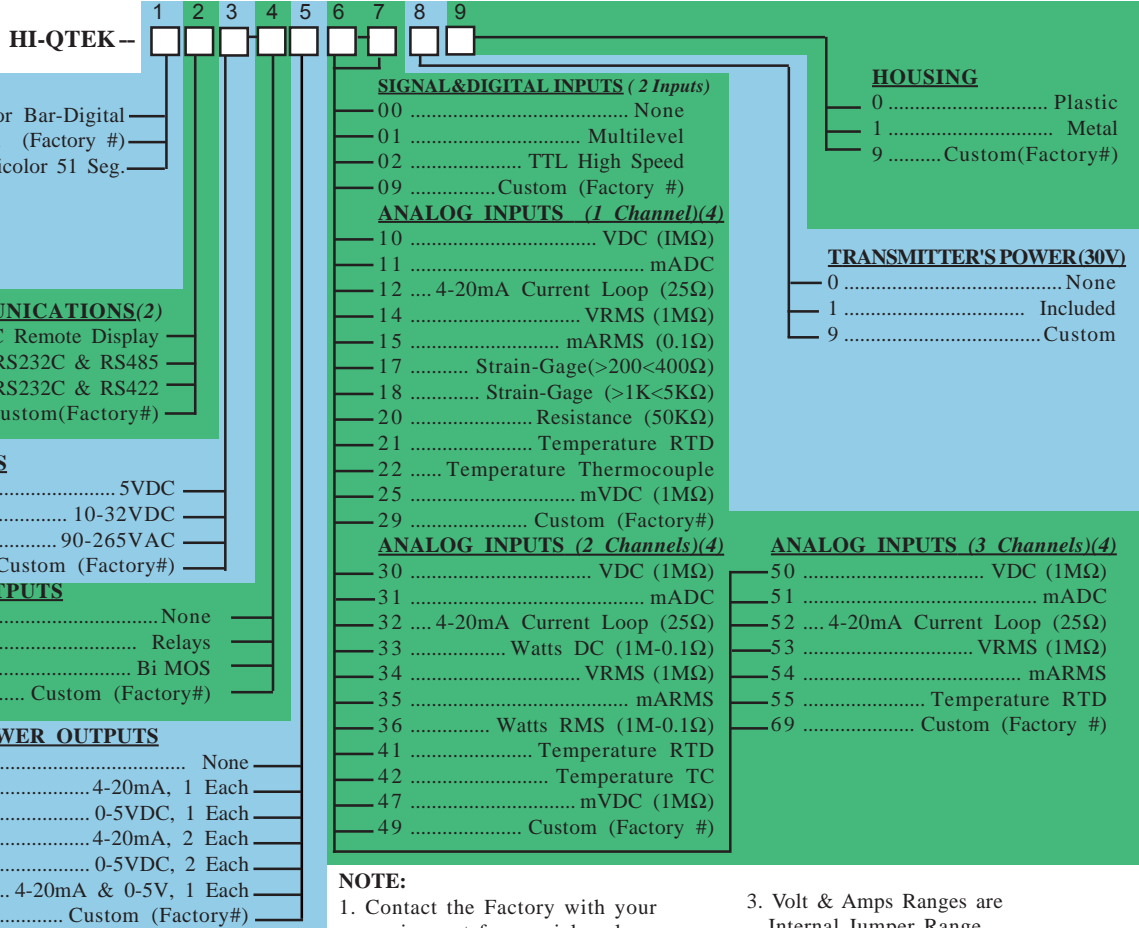 1 2 3 4 5 6 7 8 9
HI-QTEK --
Bar-Digital
(Factory #)
51 Seg.
(2)
Remote Display
RS232C & RS485
RS232C & RS422
5VDC
10-32VDC
90-265VAC
Custom (Factory#)
None
Relays
Bi MOS
Custom (Factory#)
OUTPUTS
None
4-20mA, 1 Each
0-5VDC, 1 Each
4-20mA, 2 Each
0-5VDC, 2 Each
4-20mA & 0-5V, 1 Each
Custom (Factory#)
SIGNAL&DIGITAL INPUTS ( 2 Inputs)
00 .................................. None
01 .......................... Multilevel
02 ................ TTL High Speed
09 ................Custom (Factory #)
ANALOG INPUTS (1 Channel)(4)
10 ............................ VDC (IMΩ)
11 ................................... mADC
12 .... 4-20mA Current Loop (25Ω)
14 .......................... VRMS (1MΩ)
15 ....................... mARMS (0.1Ω)
17 .......... Strain-Gage(>200<400Ω)
18 ............ Strain-Gage (>1K<5KΩ)
20 ..................... Resistance (50KΩ)
21 ..................... Temperature RTD
22 ......Temperature Thermocouple
25 ......................... mVDC (1MΩ)
29 .................... Custom (Factory#)
ANALOG INPUTS (2 Channels)(4)
30 ............................ VDC (1MΩ)
31 .................................... mADC
32 .... 4-20mA Current Loop (25Ω)
33 ................ Watts DC (1M-0.1Ω)
34 .......................... VRMS (1MΩ)
35 .................................. mARMS
36 .............. Watts RMS (1M-0.1Ω)
41 ..................... Temperature RTD
42 ........................ Temperature TC
47 ............................ mVDC (1MΩ)
49 ................... Custom (Factory #)
ANALOG INPUTS (3 Channels)(4)
50 ............................... VDC (1MΩ)
51 ........................................ mADC
52 .... 4-20mA Current Loop (25Ω)
53 .............................VRMS (1MΩ)
54 ..................................... mARMS
55 ..................... Temperature RTD
69 ................... Custom (Factory #)
HOUSING
0 ........................... Plastic
1 ............................ Metal
9 ..........Custom(Factory#)
TRANSMITTER'S POWER(30V)
0 .....................................None
1 ............................... Included
9 ..................................Custom
NOTE:
1. Contact the Factory with your
3. Volt & Amps Ranges are
Internal Jumper Range